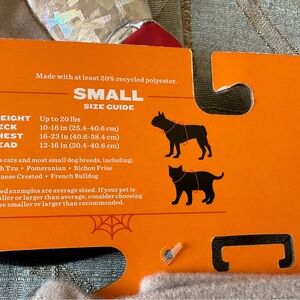 Made with at least 20% recycled polyester.
SMALL
SIZE GUIDE
EIGHT Up to 20 lbs
ECK 10-16 in (25.4-40.6 cm)
HEST 16-23 in (40.6-58.4 cm)
EAD 12-16 in (30.4-40.6 cm)
s cats and most small dog breeds, including:
h Tzu • Pomeranian • Bichon Frise
nese Crested • French Bulldog
ed examples are average sized. If your pet is
aller or larger than average, consider choosing
ze smaller or larger than recommended.